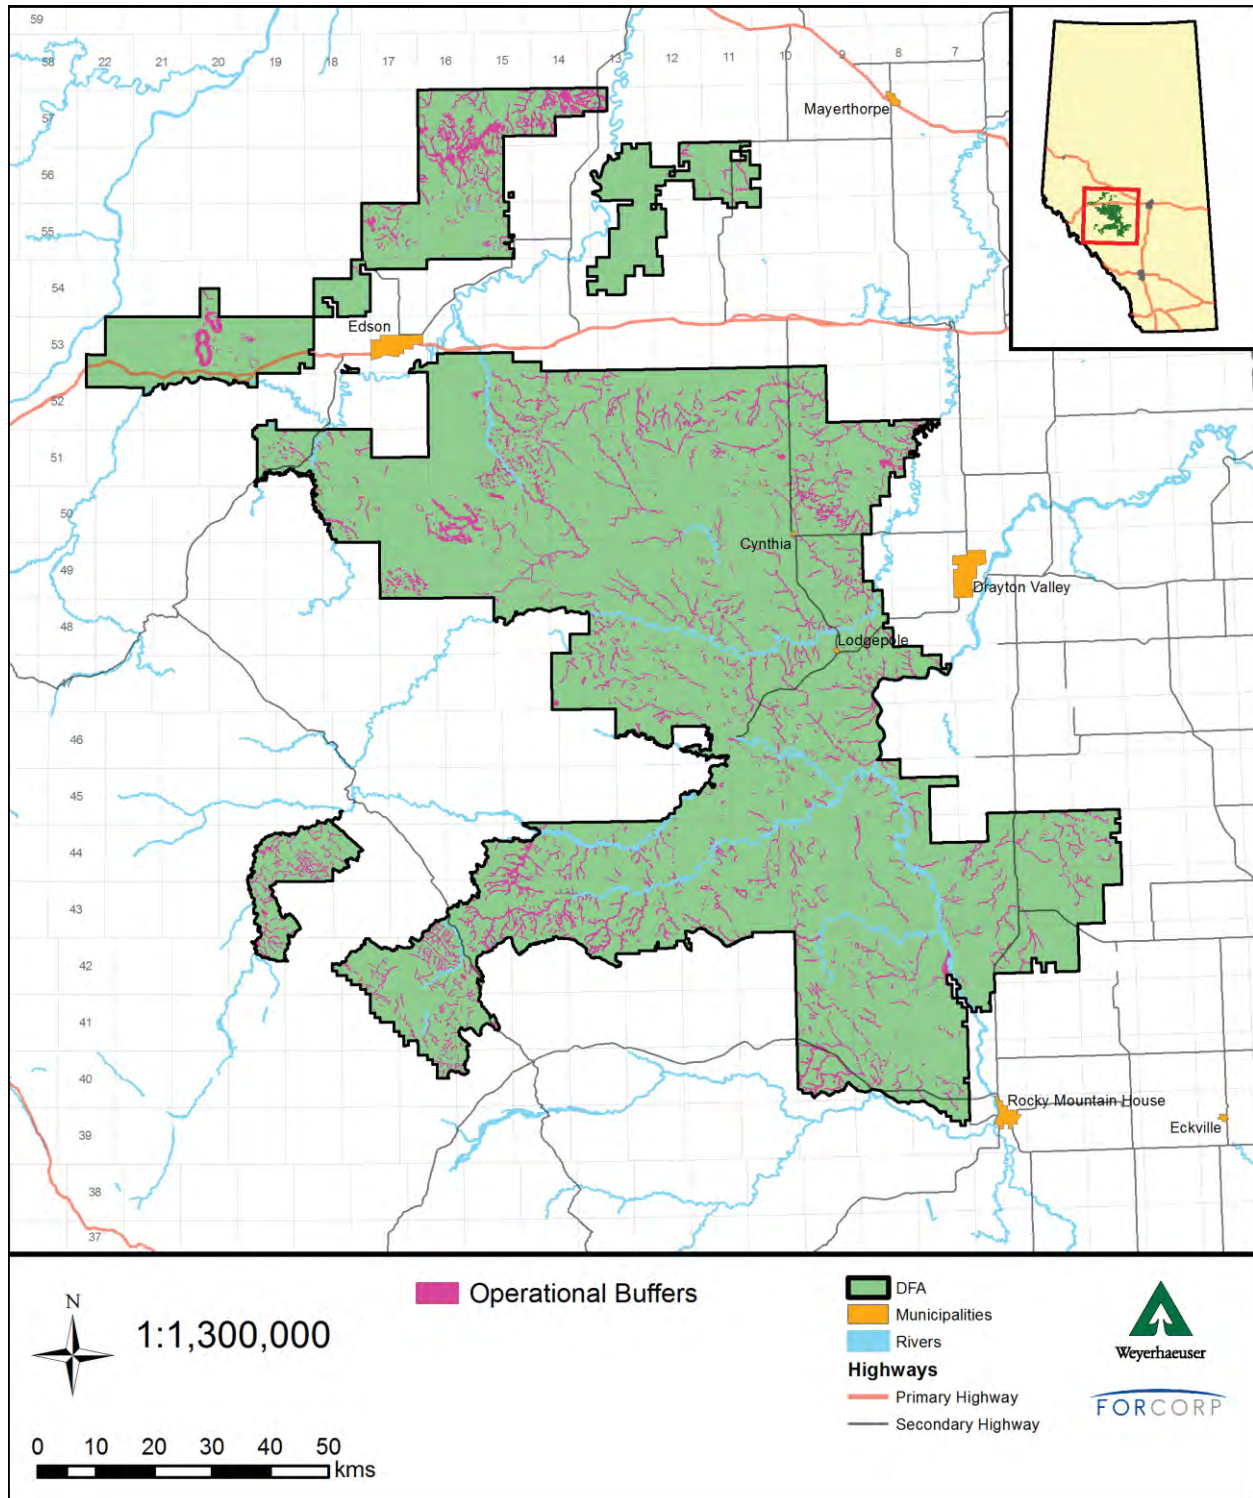 59
58 22 21 20 19 18 17 16 15 14 13 12 11 10 9 8 7
Mayerthorpe
57
56
55
54
Edson
53
52
51
50
Cynthia
49
Drayton Valley
48
Lodgepole
47
46
45
44
43
42
41
40
Rocky Mountain House
39
Eckville
38
37
N
1:1,300,000
0 10 20 30 40 50
kms
Operational Buffers
DFA
Municipalities
Rivers
Highways
Primary Highway
Secondary Highway
Weyerhaeuser
FORCORP